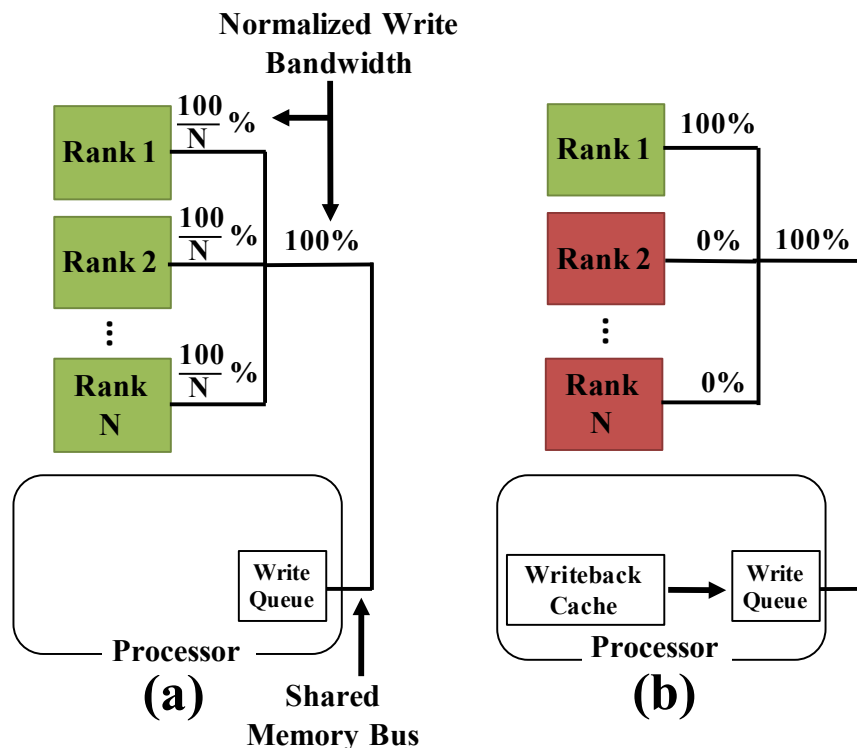 Normalized Write
Bandwidth
Rank 1
100
N
%
Rank 2
100
N
%
100%
...
Rank
N
100
N
%
Write
Queue
Processor
(a)
Shared
Memory Bus
Rank 1
100%
Rank 2
0%
100%
...
Rank
N
0%
Writeback
Cache
Write
Queue
Processor
(b)